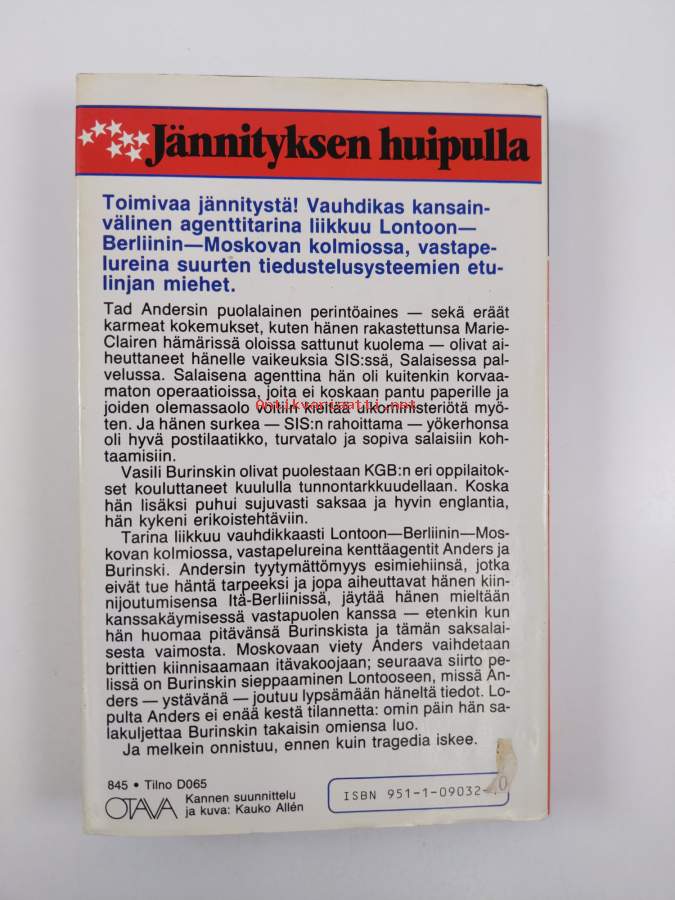 Jännityksen huipulla
Toimivaa jännitystä! Vauhdikas kansain-
välinen agenttitarina liikkuu Lontoon—
Berliinin—Moskovan kolmiossa, vastape-
lureina suurten tiedustelusysteemien etu-
linjan miehet.
Tad Andersin puolalainen perintöaines — sekä eräät
karmeat kokemukset, kuten hänen rakastettunsa Marie-
Clairen hämärissä oloissa sattunut kuolema — olivat ai-
heuttaneet hänelle vaikeuksia SIS:ssä, Salaisessa pal-
velussa. Salaisena agenttina hän oli kuitenkin korvaa-
maton operaatioissa, joita ei koskaan pantu paperille ja
joiden olemassaolo voitiin kieltää ulkoministeriötä myö-
ten. Ja hänen surkea — SIS:n rahoittama — yökerhonsa
oli hyvä postilaatikko, turvatalo ja sopiva salaisiin koh-
taamisiin.
Vasili Burinskin olivat puolestaan KGB:n eri oppilaitok-
set kouluttaneet kuululla tunnontarkkuudellaan. Koska
hän lisäksi puhui sujuvasti saksaa ja hyvin englantia,
hän kykeni erikoistehtäviin.
Tarina liikkuu vauhdikkaasti Lontoon—Berliinin—Mos-
kovan kolmiossa, vastapelureina kenttäagentit Anders ja
Burinski. Andersin tyytymättömyys esimiehiinsä, jotka
eivät tue häntä tarpeeksi ja jopa aiheuttavat hänen kiin-
nijoutumisensa Itä-Berliinissä, jäytää hänen mieltään
kanssakäymisessä vastapuolen kanssa — etenkin kun
hän huomaa pitävänsä Burinskista ja tämän saksalai-
sesta vaimosta. Moskovaan viety Anders vaihdetaan
brittien kiinnisaamaan itävakoojaan; seuraava siirto pe-
lissä on Burinskin sieppaaminen Lontooseen, missä An-
ders — ystävänä — joutuu lypsämään häneltä tiedot. Lo-
pulta Anders ei enää kestä tilannetta: omin päin hän sa-
lakuljettaa Burinskin takaisin omiensa luo.
Ja melkein onnistuu, ennen kuin tragedia iskee.
Antikvariaatti.net
845 • Tilno D065
OTAVA
Kannen suunnittelu
ja kuva: Kauko Allén
ISBN 951-1-09032-